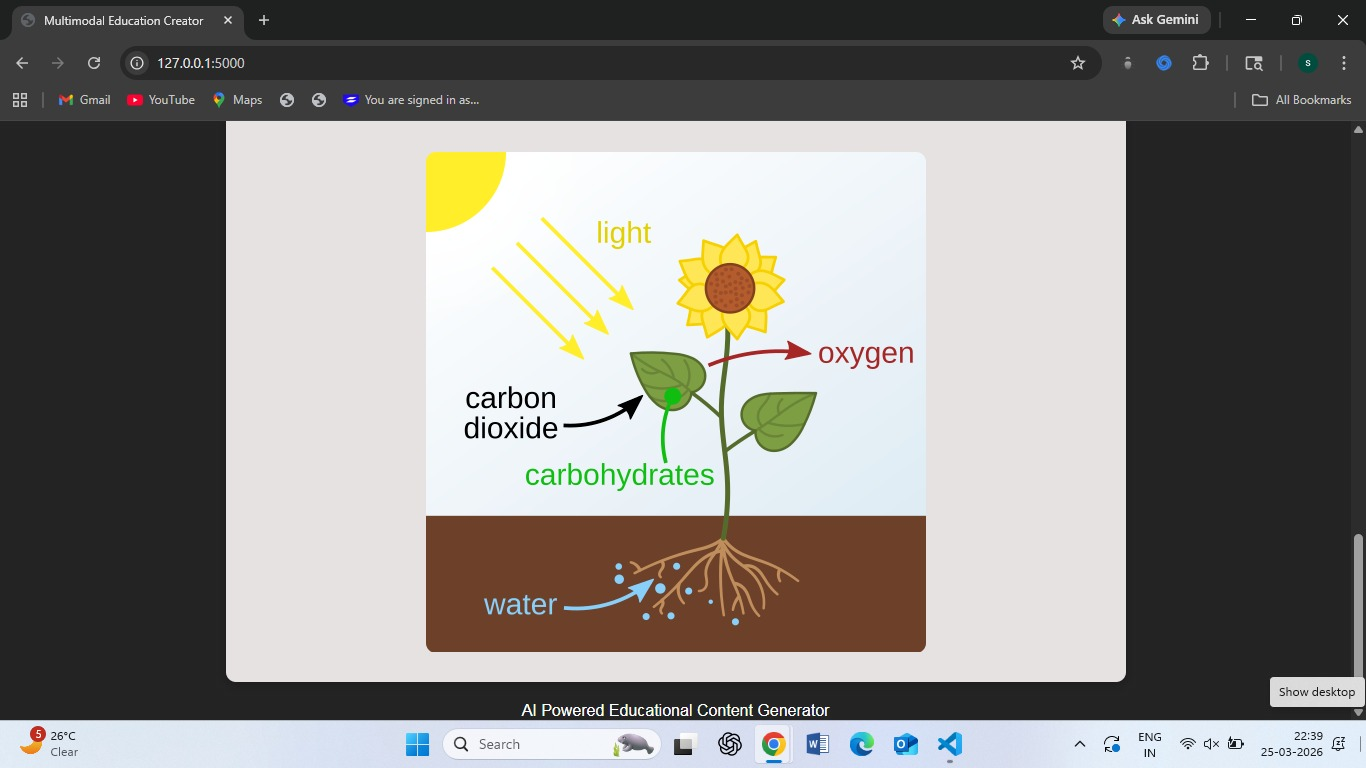 Multimodal Education Creator
Ask Gemini
127.0.0.1:5000
S
Gmail
YouTube
Maps
You are signed in as...
All Bookmarks
light
oxygen
carbon
dioxide
carbohydrates
water
Show desktop
AI Powered Educational Content Generator
5
26°C
Clear
Search
ENG
IN
22:39
25-03-2026